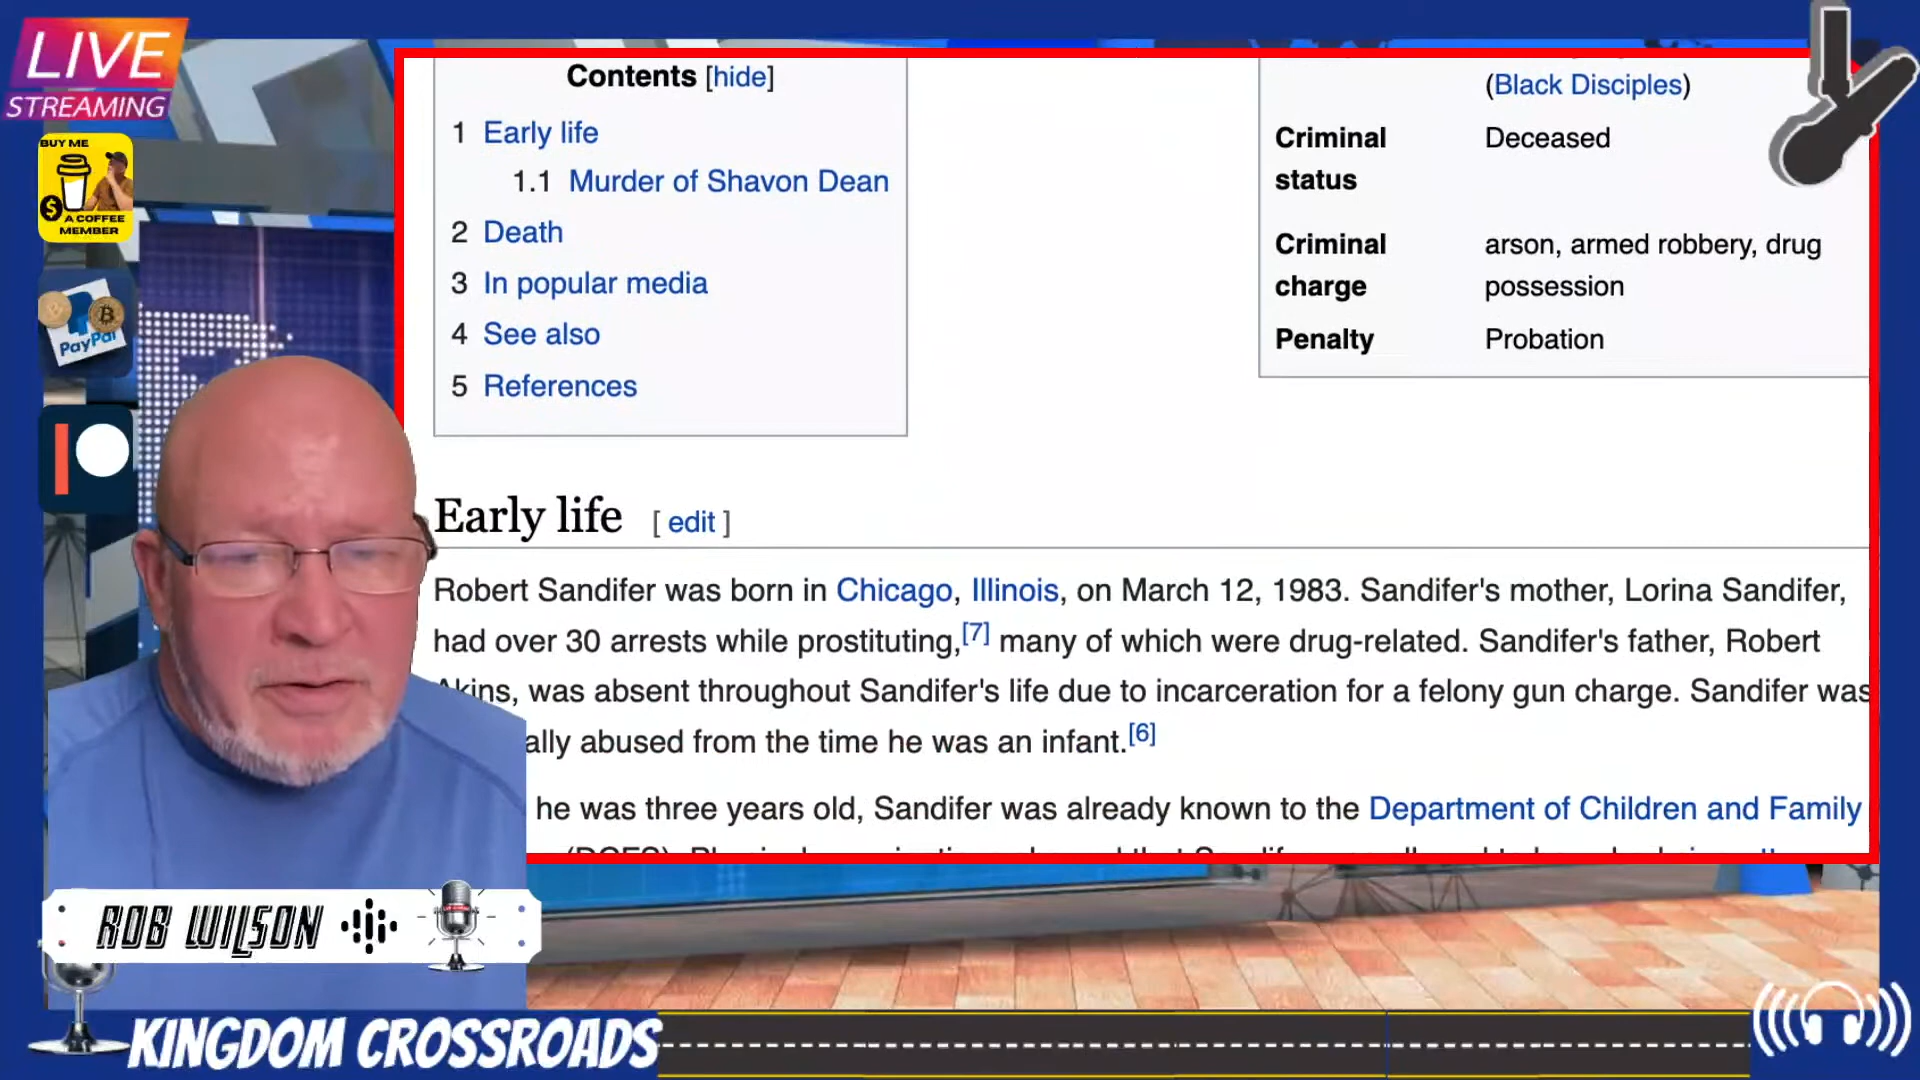 LIVE
STREAMING
BUY ME
$
A COFFEE
MEMBER
PayPal
Contents [hide]
1 Early life
1.1 Murder of Shavon Dean
2 Death
3 In popular media
4 See also
5 References
(Black Disciples)
Criminal status Deceased
Criminal charge arson, armed robbery, drug possession
Penalty Probation
Early life [ edit ]
Robert Sandifer was born in Chicago, Illinois, on March 12, 1983. Sandifer's mother, Lorina Sandifer,
had over 30 arrests while prostituting,[7] many of which were drug-related. Sandifer's father, Robert
Akins, was absent throughout Sandifer's life due to incarceration for a felony gun charge. Sandifer was
ally abused from the time he was an infant.[6]
he was three years old, Sandifer was already known to the Department of Children and Family
ROB WILSON
KINGDOM CROSSROADS